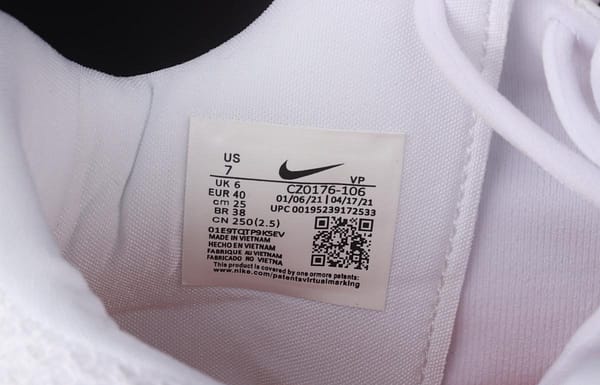 US
7
VP
UK 6
CZ0176-106
EUR 40
01/06/21 | 04/17/21
cm 25
UPC 00195239172533
BR 38
CN 250(2.5)
01E9TQTP9K5EV
MADE IN VIETNAM
HECHO EN VIETNAM
FABRIQUE AU VIETNAM
FABRICADO NO VIETNA
This product is covered by one ormore patents:
www.nike.com/patentsvirtualmarking